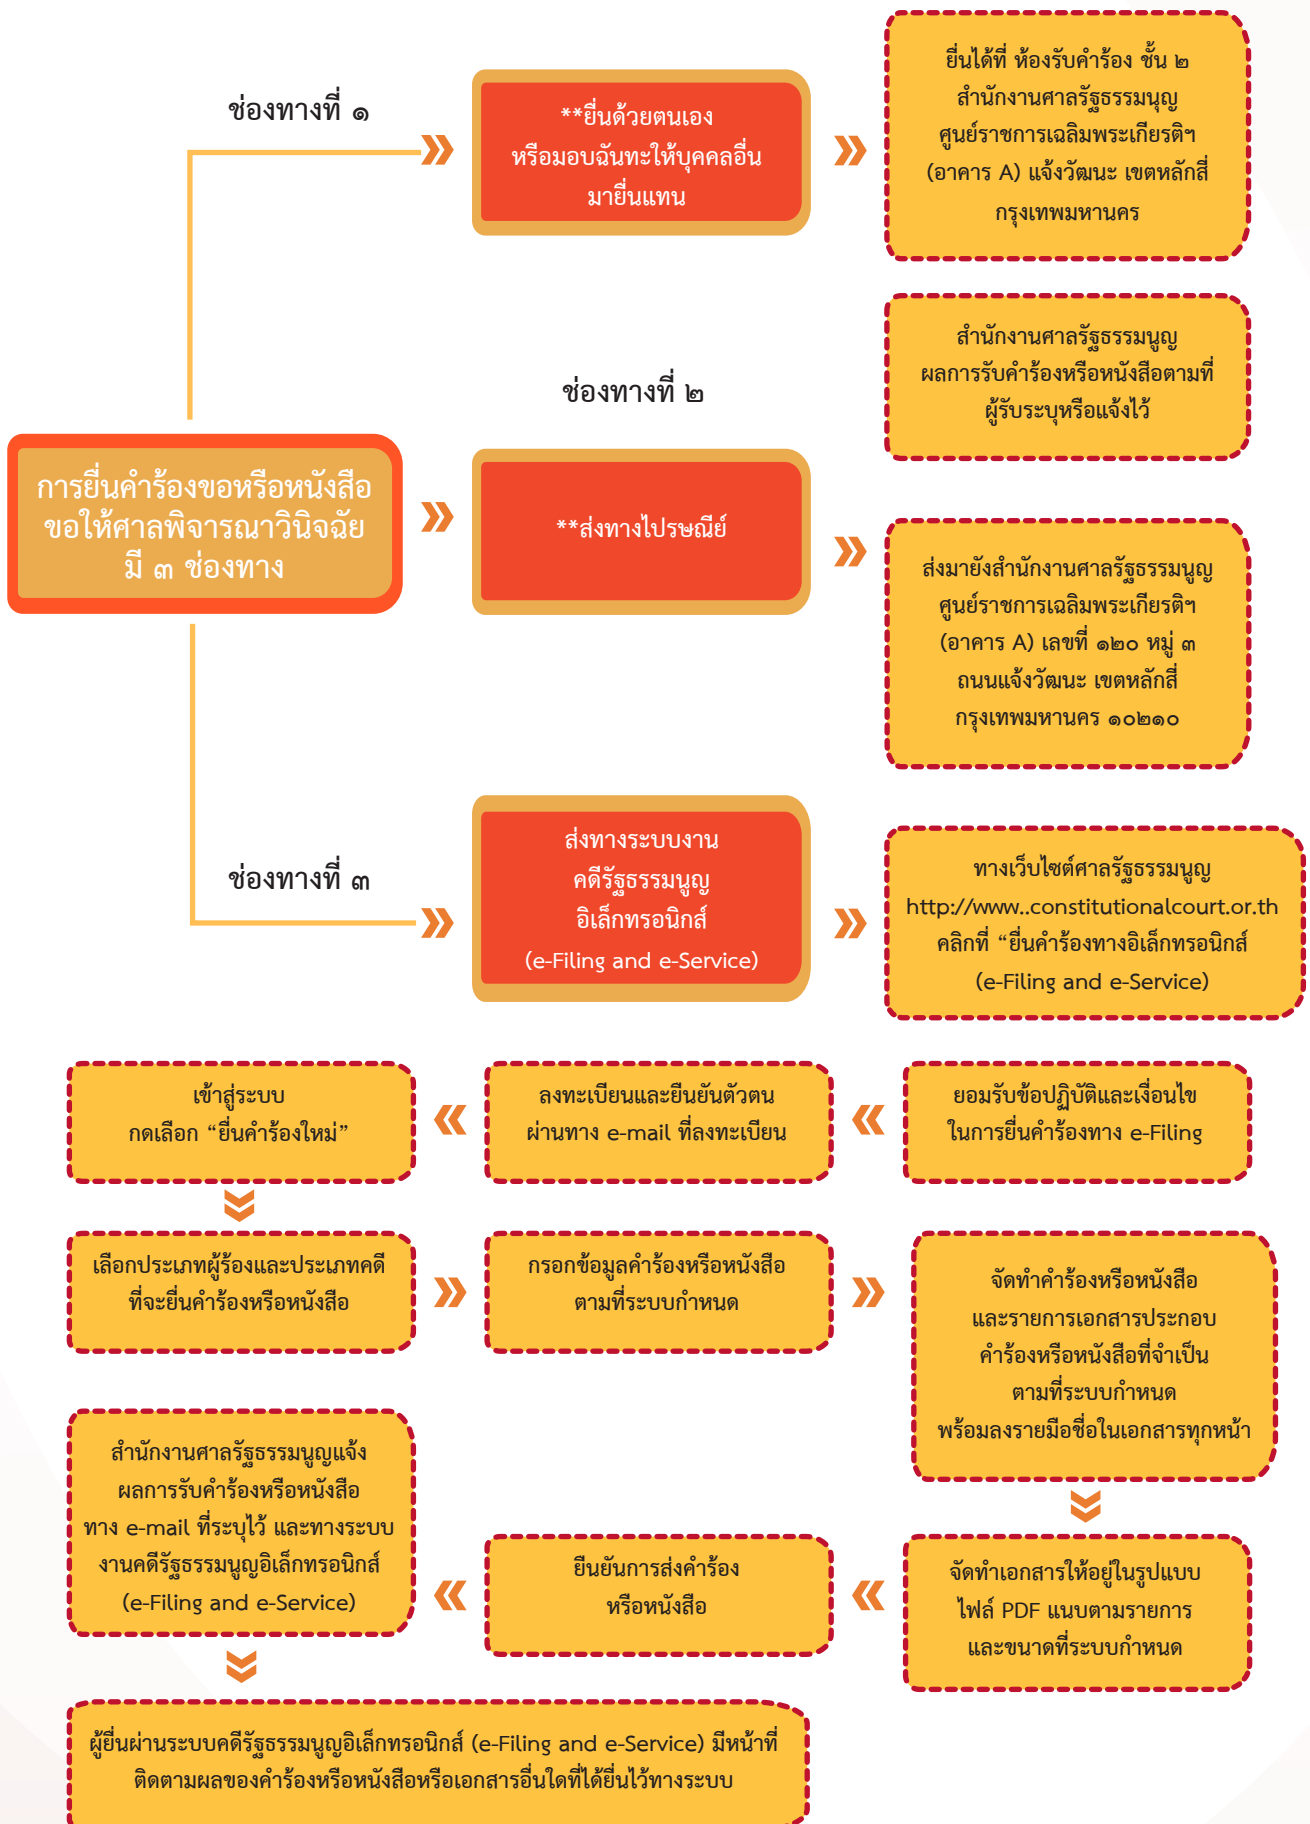 ช่องทางที่ ๑
**ยื่นด้วยตนเอง
หรือมอบฉันทะให้บุคคลอื่น
มายื่นแทน
ยื่นได้ที่ ห้องรับคำร้อง ชั้น ๒
สำนักงานศาลรัฐธรรมนุญ
ศูนย์ราชการเฉลิมพระเกียรติฯ
(อาคาร A) แจ้งวัฒนะ เขตหลักสี่
กรุงเทพมหานคร
สำนักงานศาลรัฐธรรมนูญ
ผลการรับคำร้องหรือหนังสือตามที่
ผู้รับระบุหรือแจ้งไว้
ช่องทางที่ ๒
การยื่นคำร้องขอหรือหนังสือ
ขอให้ศาลพิจารณาวินิจฉัย
มี ๓ ช่องทาง
**ส่งทางไปรษณีย์
ส่งมายังสำนักงานศาลรัฐธรรมนูญ
ศูนย์ราชการเฉลิมพระเกียรติฯ
(อาคาร A) เลขที่ ๑๒๐ หมู่ ๓
ถนนแจ้งวัฒนะ เขตหลักสี่
กรุงเทพมหานคร ๑๐๒๑๐
ช่องทางที่ ๓
ส่งทางระบบงาน
คดีรัฐธรรมนูญ
อิเล็กทรอนิกส์
(e-Filing and e-Service)
ทางเว็บไซต์ศาลรัฐธรรมนูญ
http://www..constitutionalcourt.or.th
คลิกที่ “ยื่นคำร้องทางอิเล็กทรอนิกส์
(e-Filing and e-Service)
ยอมรับข้อปฏิบัติและเงื่อนไข
ในการยื่นคำร้องทาง e-Filing
ลงทะเบียนและยืนยันตัวตน
ผ่านทาง e-mail ที่ลงทะเบียน
เข้าสู่ระบบ
กดเลือก “ยื่นคำร้องใหม่”
เลือกประเภทผู้ร้องและประเภทคดี
ที่จะยื่นคำร้องหรือหนังสือ
กรอกข้อมูลคำร้องหรือหนังสือ
ตามที่ระบบกำหนด
จัดทำคำร้องหรือหนังสือ
และรายการเอกสารประกอบ
คำร้องหรือหนังสือที่จำเป็น
ตามที่ระบบกำหนด
พร้อมลงรายมือชื่อในเอกสารทุกหน้า
จัดทำเอกสารให้อยู่ในรูปแบบ
ไฟล์ PDF แนบตามรายการ
และขนาดที่ระบบกำหนด
ยืนยันการส่งคำร้อง
หรือหนังสือ
สำนักงานศาลรัฐธรรมนูญแจ้ง
ผลการรับคำร้องหรือหนังสือ
ทาง e-mail ที่ระบุไว้ และทางระบบ
งานคดีรัฐธรรมนูญอิเล็กทรอนิกส์
(e-Filing and e-Service)
ผู้ยื่นผ่านระบบคดีรัฐธรรมนูญอิเล็กทรอนิกส์ (e-Filing and e-Service) มีหน้าที่
ติดตามผลของคำร้องหรือหนังสือหรือเอกสารอื่นใดที่ได้ยื่นไว้ทางระบบ